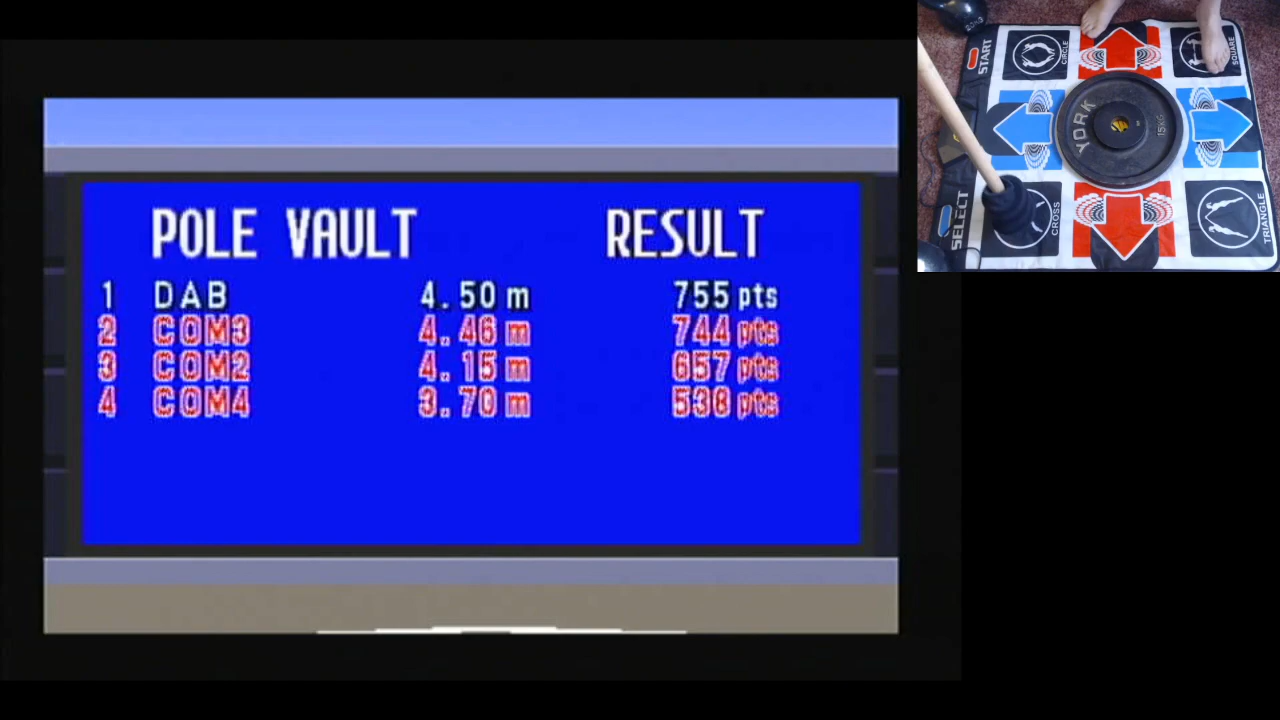 POLE VAULT RESULT
1 DAB 4.50 m 755 pts
2 COM3 4.46 m 744 pts
3 COM2 4.15 m 657 pts
4 COM4 3.70 m 538 pts
START
CIRCLE
SQUARE
YORK
15KG
SELECT
CROSS
TRIANGLE